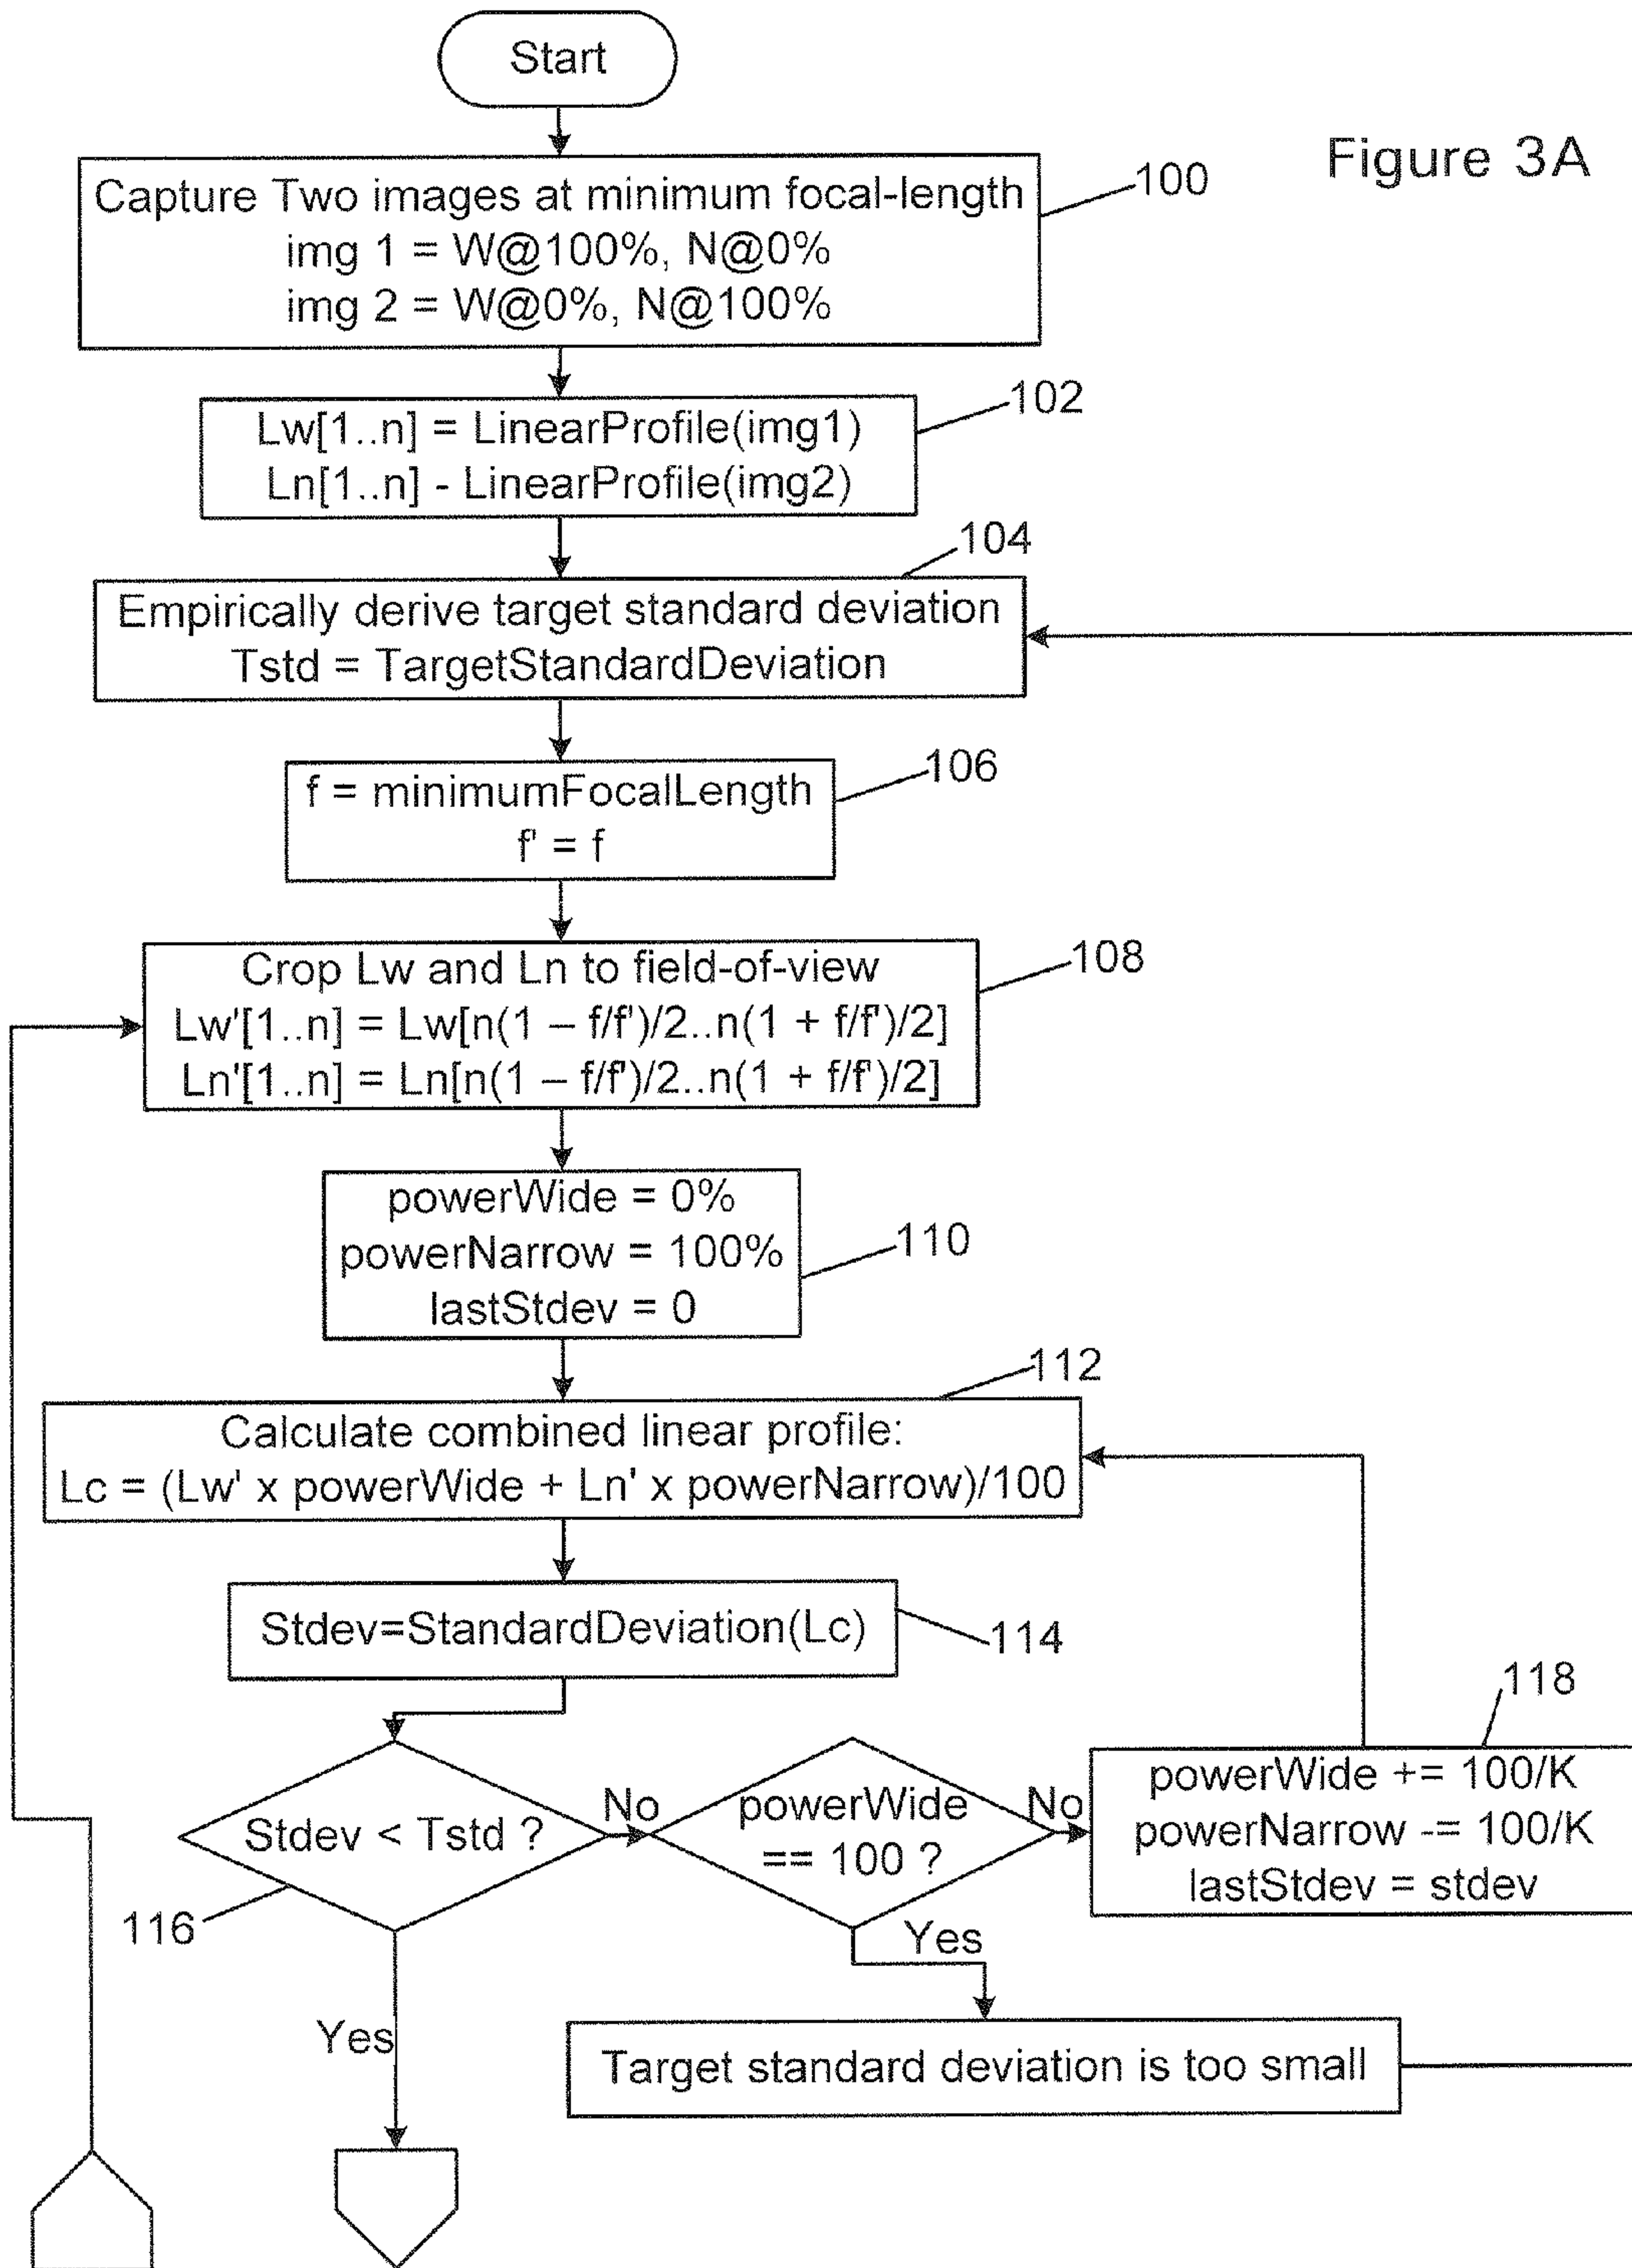 Start
Figure 3A
Capture Two images at minimum focal-length
img 1 = W@100%, N@0%
img 2 = W@0%, N@100%
100
Lw[1..n] = LinearProfile(img1)
Ln[1..n] - LinearProfile(img2)
102
104
Empirically derive target standard deviation
Tstd = TargetStandardDeviation
f = minimumFocalLength
f' = f
106
Crop Lw and Ln to field-of-view
Lw'[1..n] = Lw[n(1 – f/f')/2..n(1 + f/f')/2]
Ln'[1..n] = Ln[n(1 – f/f')/2..n(1 + f/f')/2]
108
powerWide = 0%
powerNarrow = 100%
lastStdev = 0
110
112
Calculate combined linear profile:
Lc = (Lw' x powerWide + Ln' x powerNarrow)/100
Stdev=StandardDeviation(Lc)
114
Stdev < Tstd ?
116
No
powerWide
== 100 ?
No
118
powerWide += 100/K
powerNarrow -= 100/K
lastStdev = stdev
Yes
Yes
Target standard deviation is too small